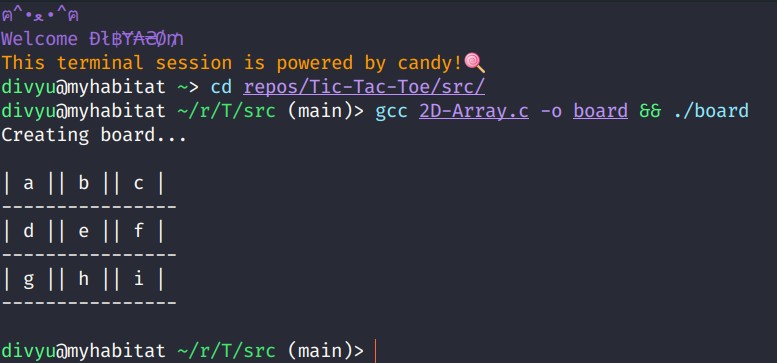 ฅ^•ﻌ•^ฅ
Welcome Đł฿Ɏ₳₴Ø₥
This terminal session is powered by candy!🍭
divyu@myhabitat ~> cd repos/Tic-Tac-Toe/src/
divyu@myhabitat ~/r/T/src (main)> gcc 2D-Array.c -o board && ./board
Creating board...
| a || b || c |
----------------
| d || e || f |
----------------
| g || h || i |
----------------
divyu@myhabitat ~/r/T/src (main)>